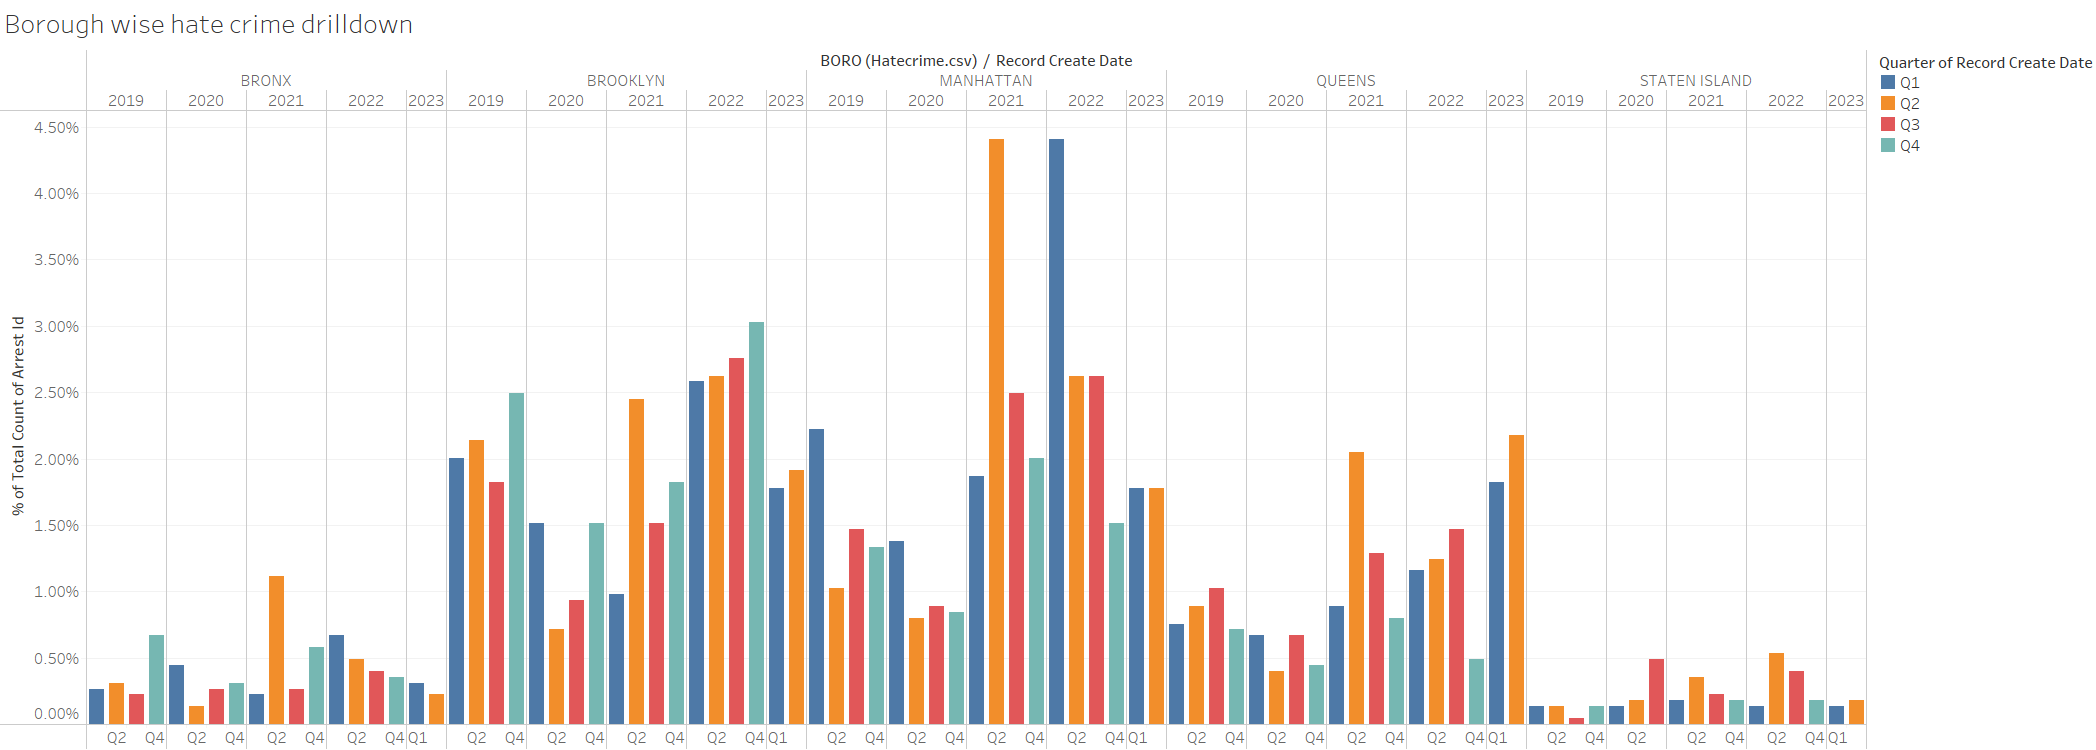 Borough wise hate crime drilldown
BORO (Hatecrime.csv) / Record Create Date
BRONX BROOKLYN MANHATTAN QUEENS STATEN ISLAND
2019 2020 2021 2022 2023 2019 2020 2021 2022 2023 2019 2020 2021 2022 2023 2019 2020 2021 2022 2023 2019 2020 2021 2022 2023
4.50%
4.00%
3.50%
3.00%
2.50%
2.00%
1.50%
1.00%
0.50%
0.00%
% of Total Count of Arrest Id
Q2 Q4 Q2 Q4 Q2 Q4 Q2 Q4 Q1 Q2 Q4 Q2 Q4 Q2 Q4 Q2 Q4 Q1 Q2 Q4 Q2 Q4 Q2 Q4 Q2 Q4 Q1 Q2 Q4 Q2 Q4 Q2 Q4 Q2 Q4 Q1 Q2 Q4 Q2 Q2 Q4 Q2 Q4 Q1
Quarter of Record Create Date
Q1
Q2
Q3
Q4